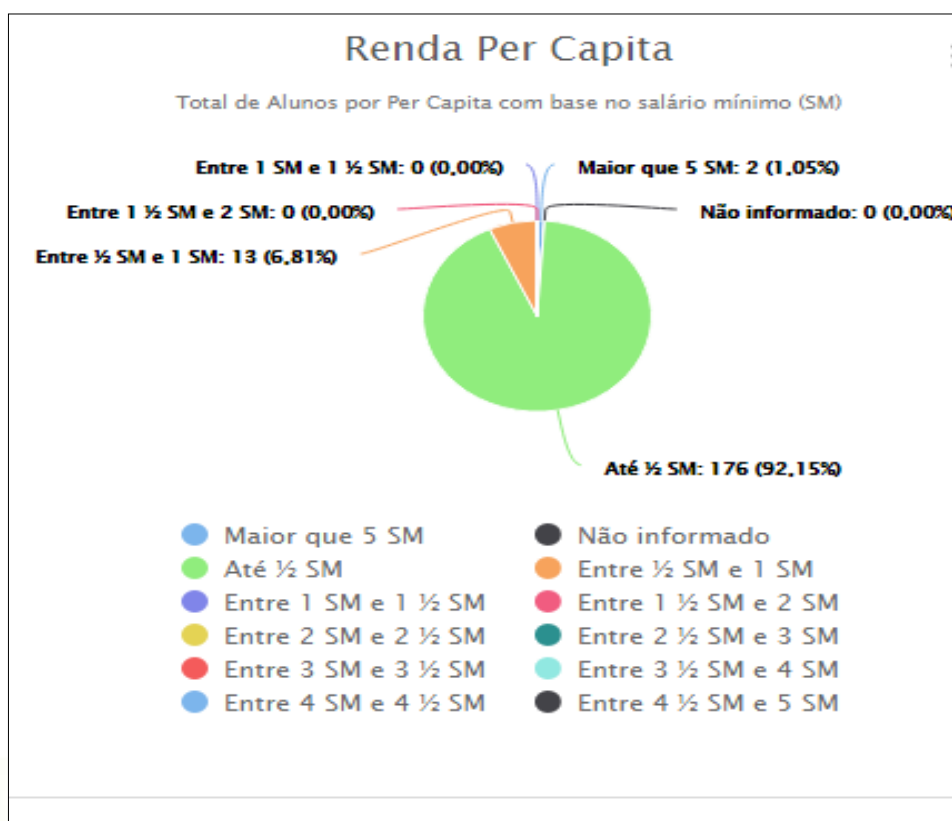 Renda Per Capita
Total de Alunos por Per Capita com base no salário mínimo (SM)
Entre 1 SM e 1 ½ SM: 0 (0,00%)
Maior que 5 SM: 2 (1,05%)
Entre 1 ½ SM e 2 SM: 0 (0,00%)
Não informado: 0 (0,00%)
Entre ½ SM e 1 SM: 13 (6,81%)
Até ½ SM: 176 (92,15%)
Maior que 5 SM
Não informado
Até ½ SM
Entre ½ SM e 1 SM
Entre 1 SM e 1 ½ SM
Entre 1 ½ SM e 2 SM
Entre 2 SM e 2 ½ SM
Entre 2 ½ SM e 3 SM
Entre 3 SM e 3 ½ SM
Entre 3 ½ SM e 4 SM
Entre 4 SM e 4 ½ SM
Entre 4 ½ SM e 5 SM